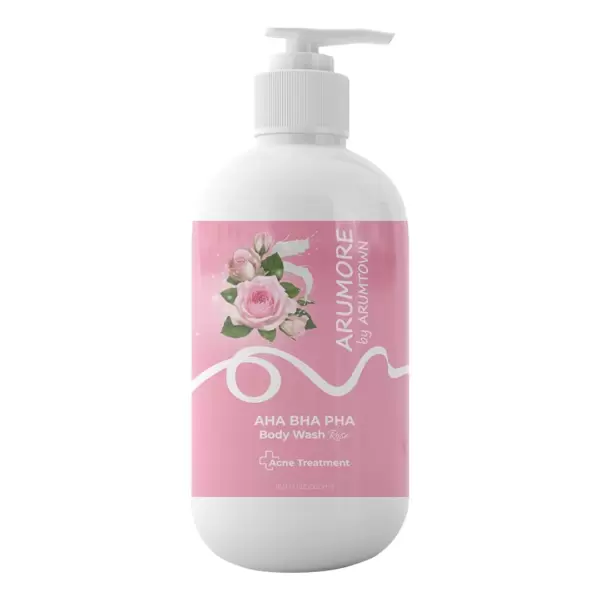 ARUMORE
by ARUMTOWN
AHA BHA PHA
Body Wash Rose
Acne Treatment